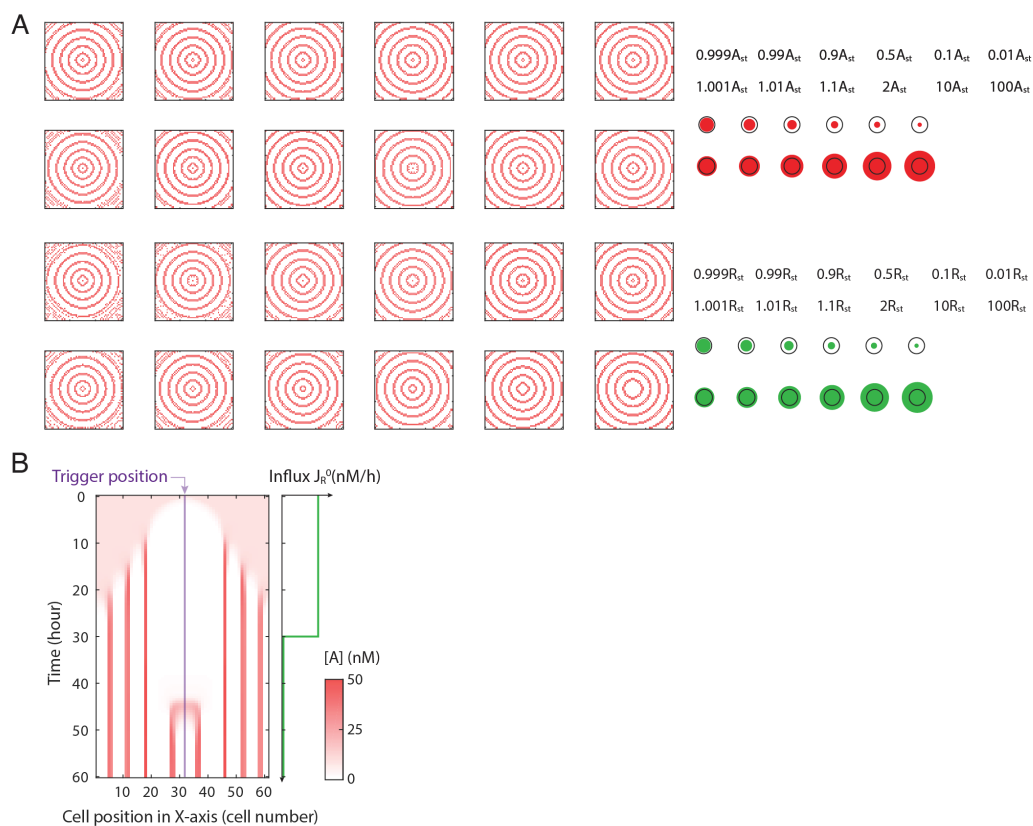 A
0.999Ast 0.99Ast 0.9Ast 0.5Ast 0.1Ast 0.01Ast
1.001Ast 1.01Ast 1.1Ast 2Ast 10Ast 100Ast
0.999Rst 0.99Rst 0.9Rst 0.5Rst 0.1Rst 0.01Rst
1.001Rst 1.01Rst 1.1Rst 2Rst 10Rst 100Rst
B
Trigger position
Influx JR0(nM/h)
0
10
20
30
40
50
60
Time (hour)
10 20 30 40 50 60
Cell position in X-axis (cell number)
[A] (nM)
50
25
0